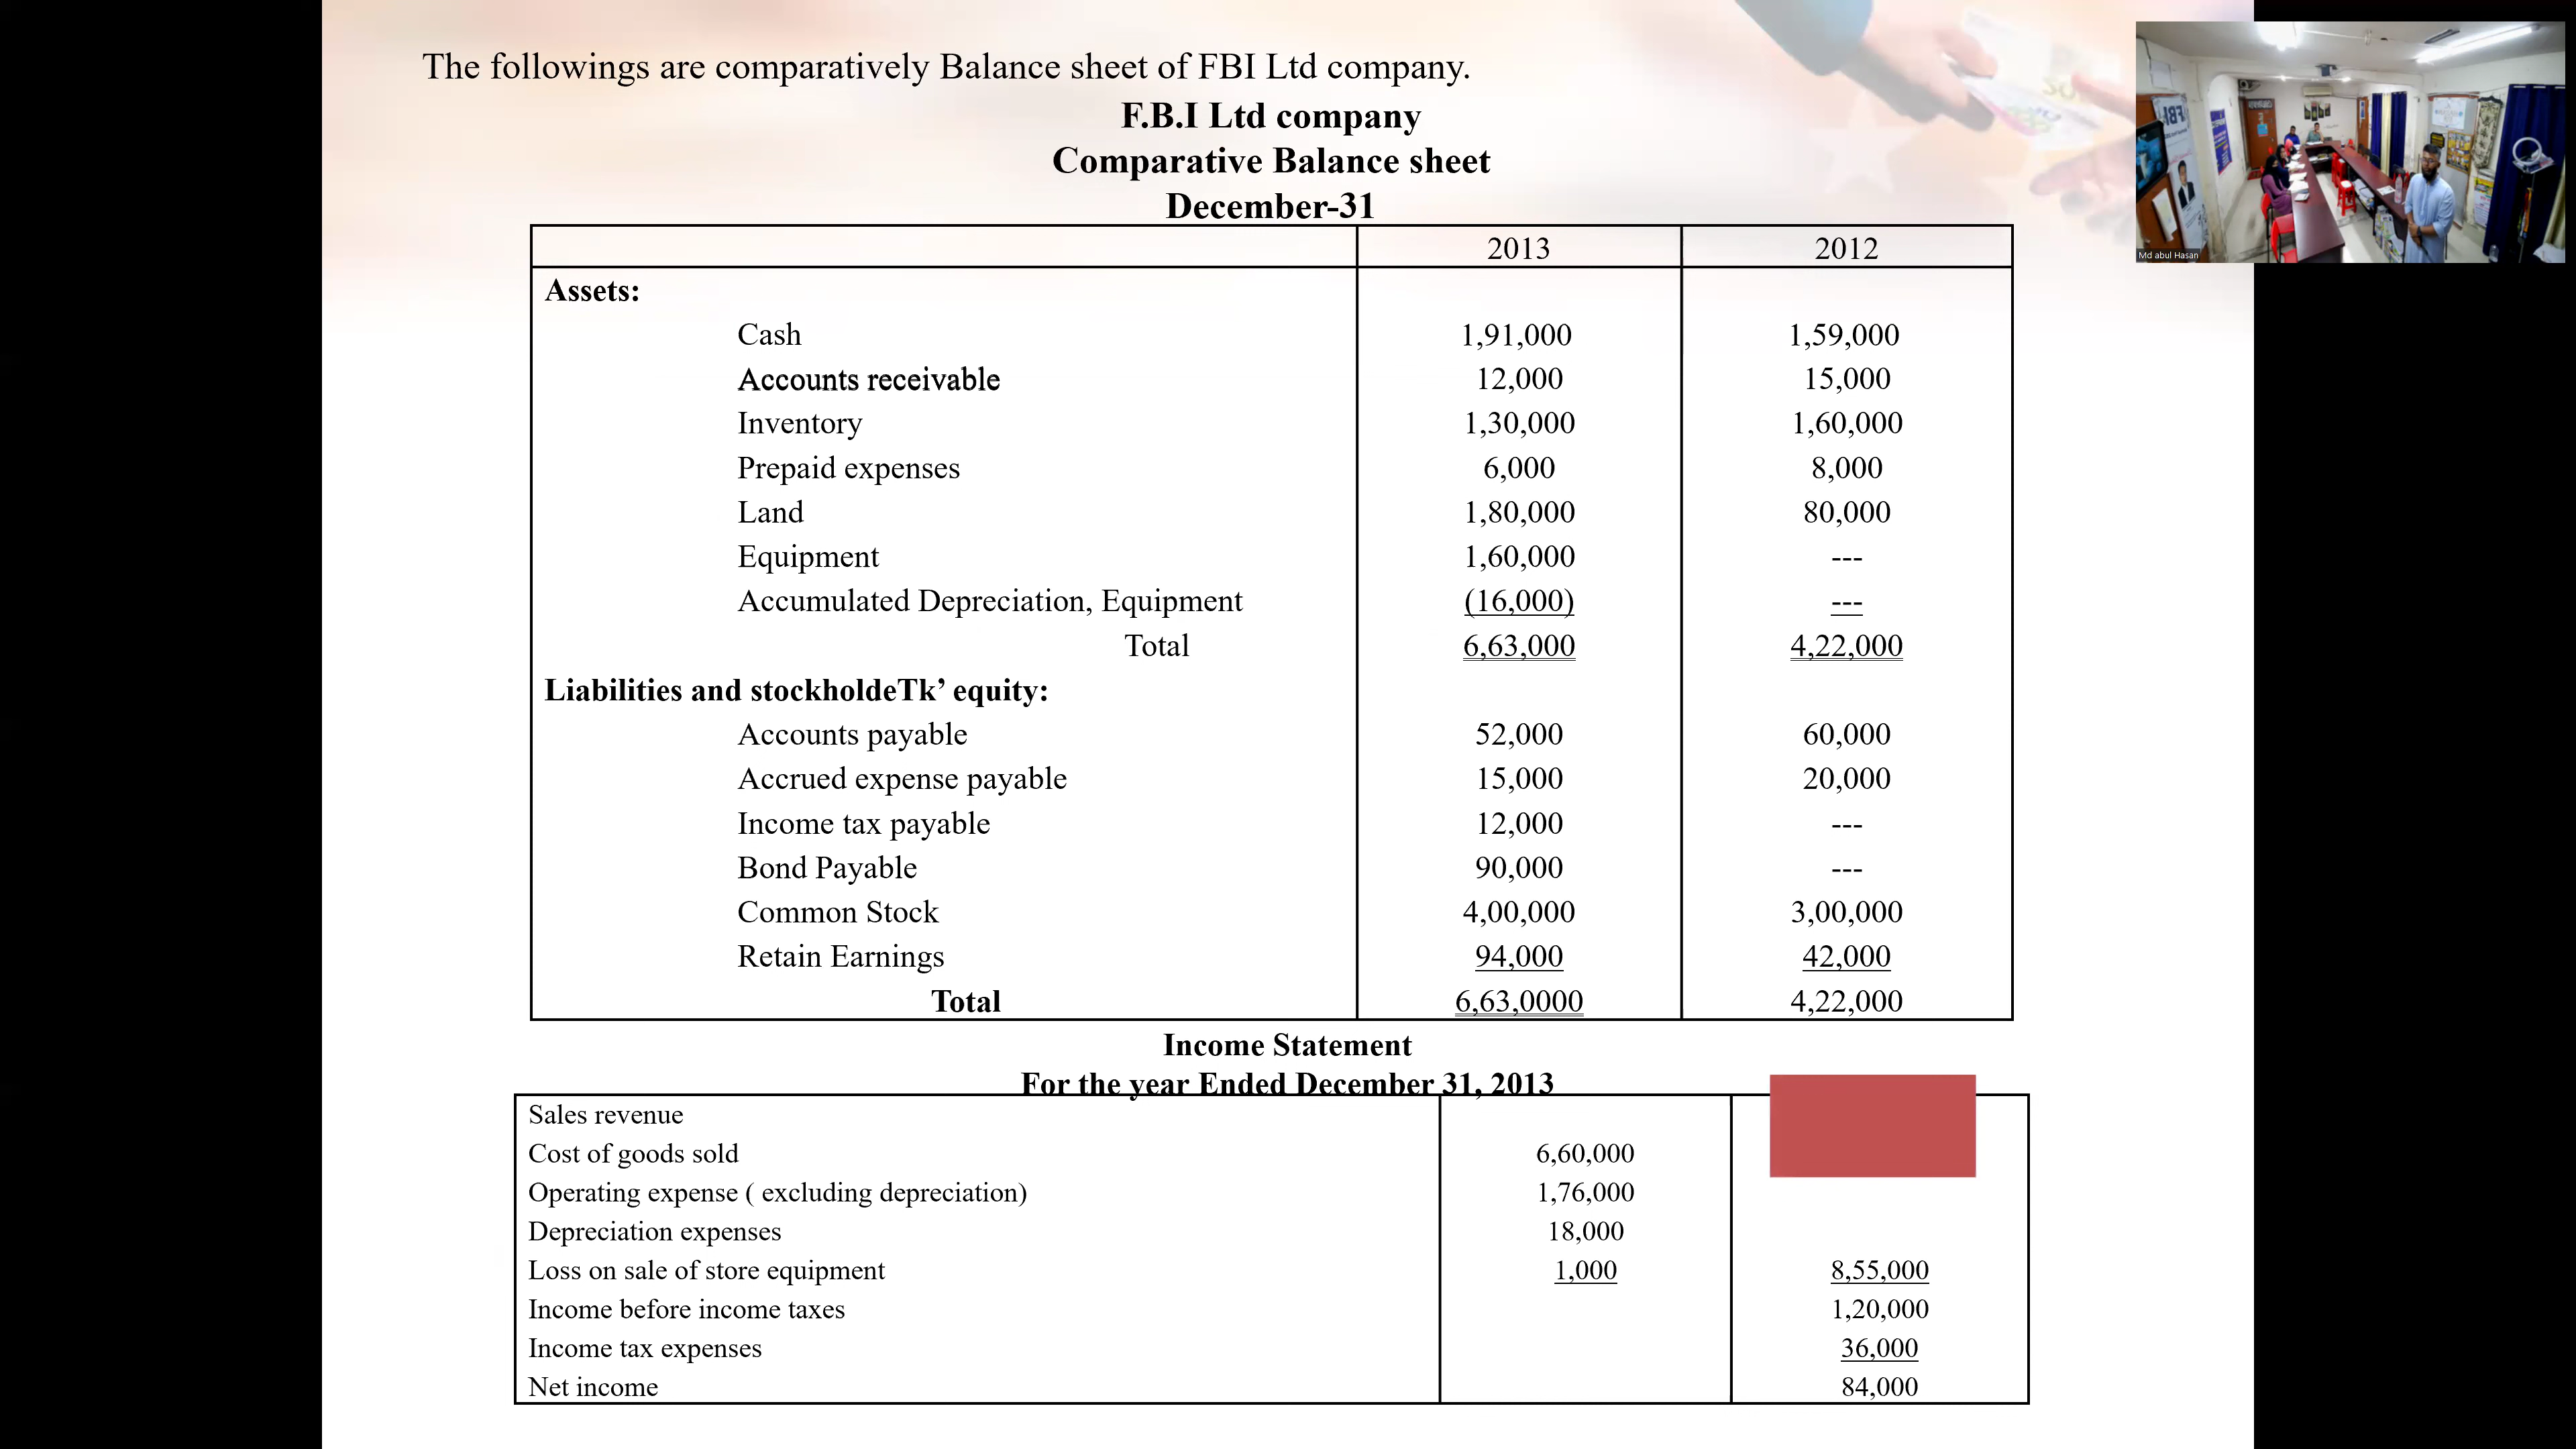 The followings are comparatively Balance sheet of FBI Ltd company.
F.B.I Ltd company
Comparative Balance sheet
December-31
2013 2012
Assets:
Cash 1,91,000 1,59,000
Accounts receivable 12,000 15,000
Inventory 1,30,000 1,60,000
Prepaid expenses 6,000 8,000
Land 1,80,000 80,000
Equipment 1,60,000 ---
Accumulated Depreciation, Equipment (16,000) ---
Total 6,63,000 4,22,000
Liabilities and stockholdeTk’ equity:
Accounts payable 52,000 60,000
Accrued expense payable 15,000 20,000
Income tax payable 12,000 ---
Bond Payable 90,000 ---
Common Stock 4,00,000 3,00,000
Retain Earnings 94,000 42,000
Total 6,63,0000 4,22,000
Income Statement
For the year Ended December 31, 2013
Sales revenue
Cost of goods sold 6,60,000
Operating expense ( excluding depreciation) 1,76,000
Depreciation expenses 18,000
Loss on sale of store equipment 1,000 8,55,000
Income before income taxes 1,20,000
Income tax expenses 36,000
Net income 84,000
FBI
Md abul Hasan